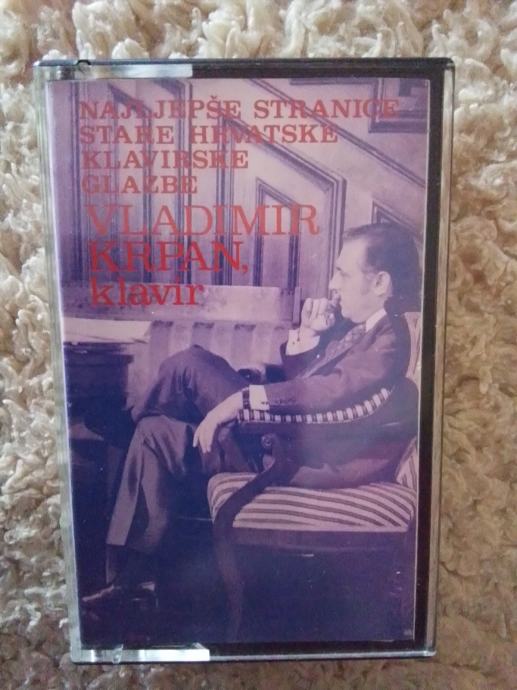 NAJLJEPŠE STRANICE
STARE HRVATSKE
KLAVIRSKE
GLAZBE
VLADIMIR
KRPAN,
klavir